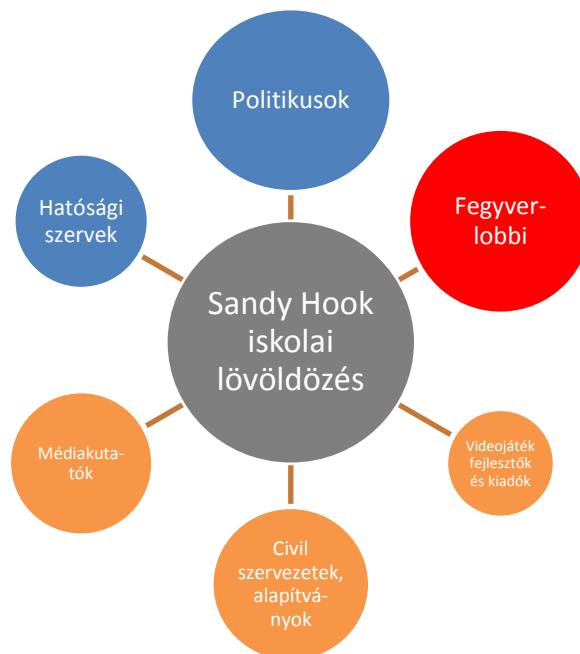 Politikusok
Fegyver-
lobbi
Hatósági
szervek
Sandy Hook
iskolai
lövöldözés
Médiakuta-
tók
Videojáték
fejlesztők
és kiadók
Civil
szervezetek,
alapítvá-
nyok